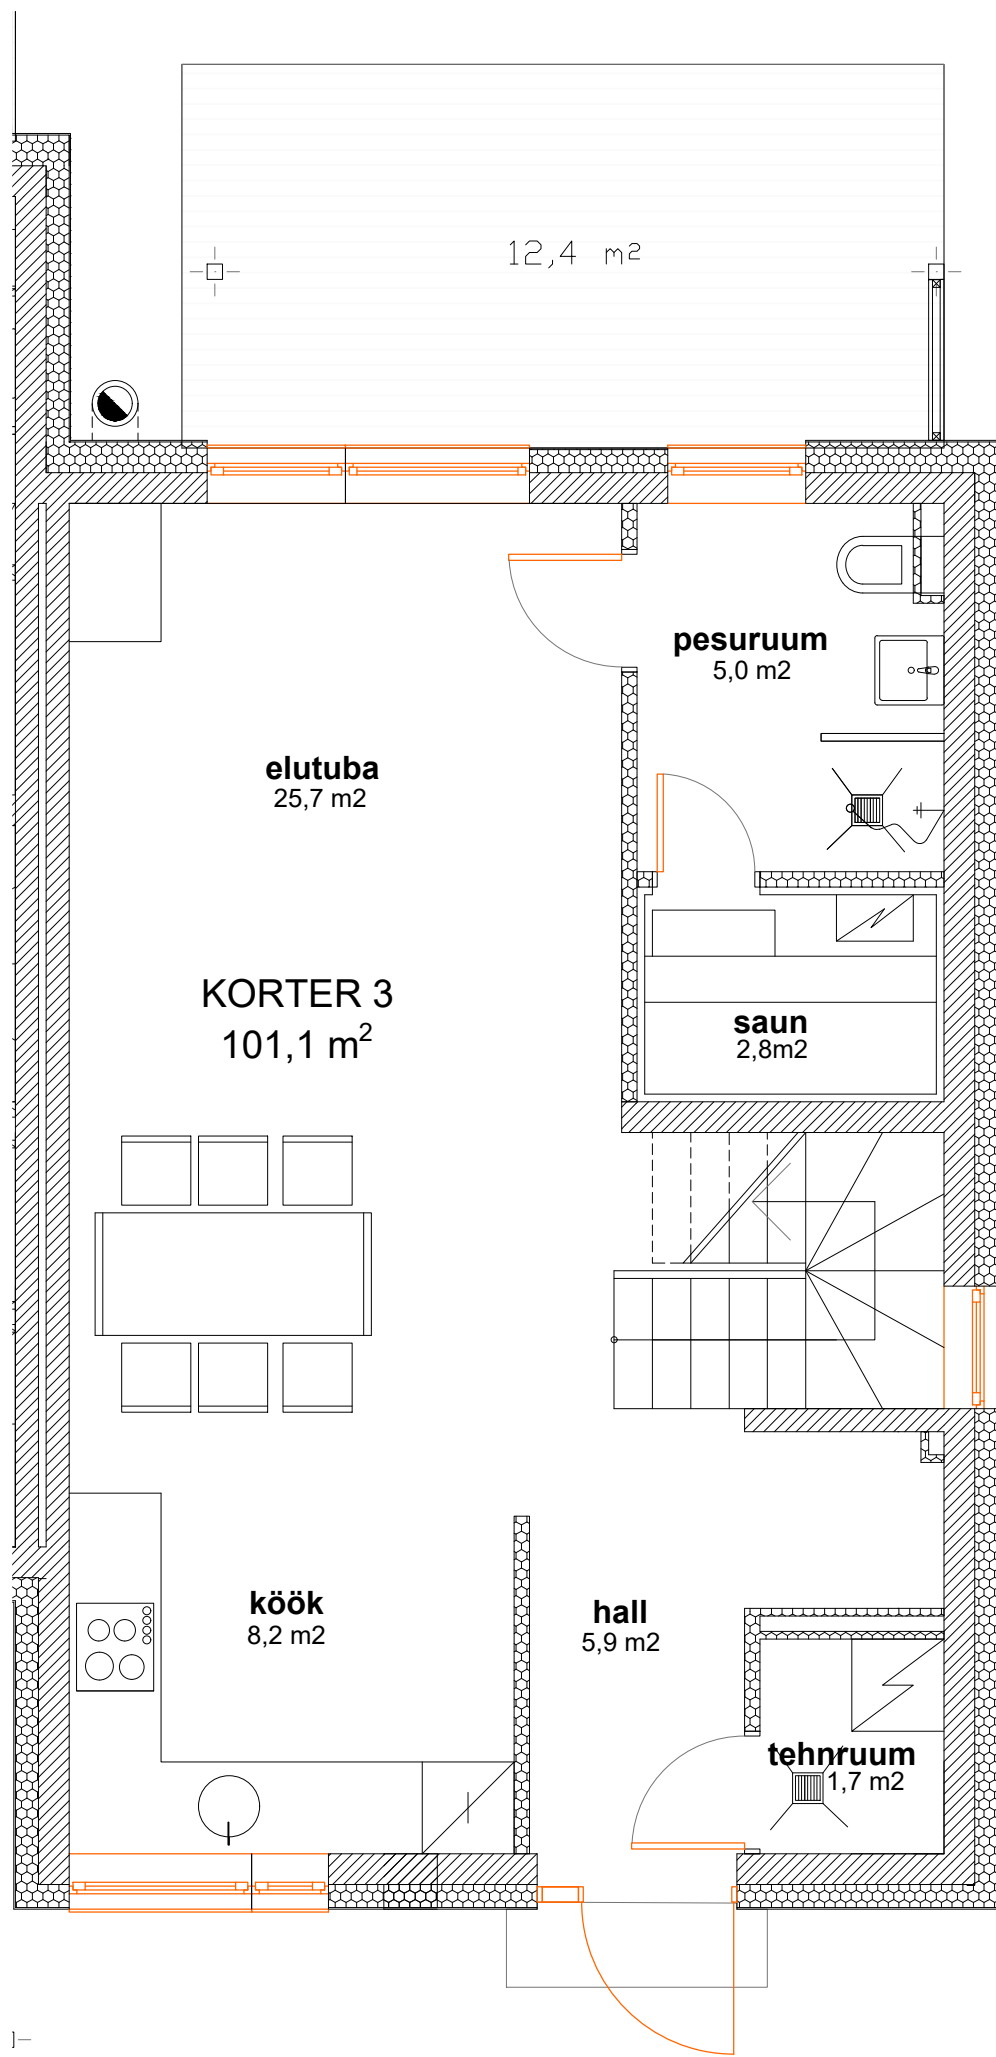 12,4 m2
pesuruum
5,0 m2
elutuba
25,7 m2
KORTER 3
101,1 m²
saun
2,8m2
köök
8,2 m2
hall
5,9 m2
tehnruum
1,7 m2